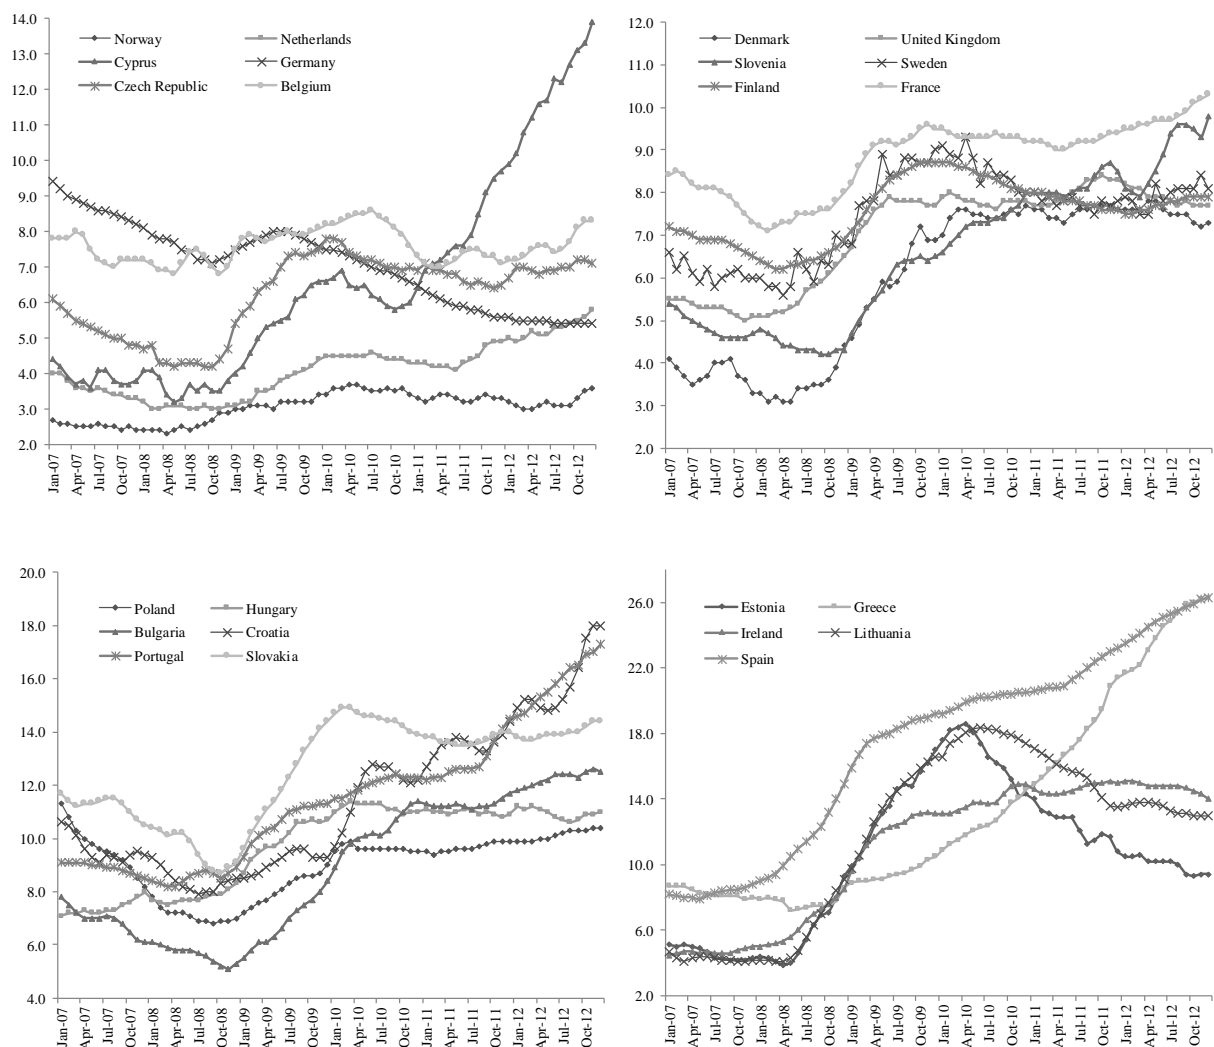 14.0
13.0
12.0
11.0
10.0
9.0
8.0
7.0
6.0
5.0
4.0
3.0
2.0
Norway Netherlands
Cyprus Germany
Czech Republic Belgium
Jan-07 Apr-07 Jul-07 Oct-07 Jan-08 Apr-08 Jul-08 Oct-08 Jan-09 Apr-09 Jul-09 Oct-09 Jan-10 Apr-10 Jul-10 Oct-10 Jan-11 Apr-11 Jul-11 Oct-11 Jan-12 Apr-12 Jul-12 Oct-12
12.0
11.0
10.0
9.0
8.0
7.0
6.0
5.0
4.0
3.0
2.0
Denmark United Kingdom
Slovenia Sweden
Finland France
Jan-07 Apr-07 Jul-07 Oct-07 Jan-08 Apr-08 Jul-08 Oct-08 Jan-09 Apr-09 Jul-09 Oct-09 Jan-10 Apr-10 Jul-10 Oct-10 Jan-11 Apr-11 Jul-11 Oct-11 Jan-12 Apr-12 Jul-12 Oct-12
20.0
18.0
16.0
14.0
12.0
10.0
8.0
6.0
4.0
Poland Hungary
Bulgaria Croatia
Portugal Slovakia
Jan-07 Apr-07 Jul-07 Oct-07 Jan-08 Apr-08 Jul-08 Oct-08 Jan-09 Apr-09 Jul-09 Oct-09 Jan-10 Apr-10 Jul-10 Oct-10 Jan-11 Apr-11 Jul-11 Oct-11 Jan-12 Apr-12 Jul-12 Oct-12
26.0
22.0
18.0
14.0
10.0
6.0
2.0
Estonia Greece
Ireland Lithuania
Spain
Jan-07 Apr-07 Jul-07 Oct-07 Jan-08 Apr-08 Jul-08 Oct-08 Jan-09 Apr-09 Jul-09 Oct-09 Jan-10 Apr-10 Jul-10 Oct-10 Jan-11 Apr-11 Jul-11 Oct-11 Jan-12 Apr-12 Jul-12 Oct-12